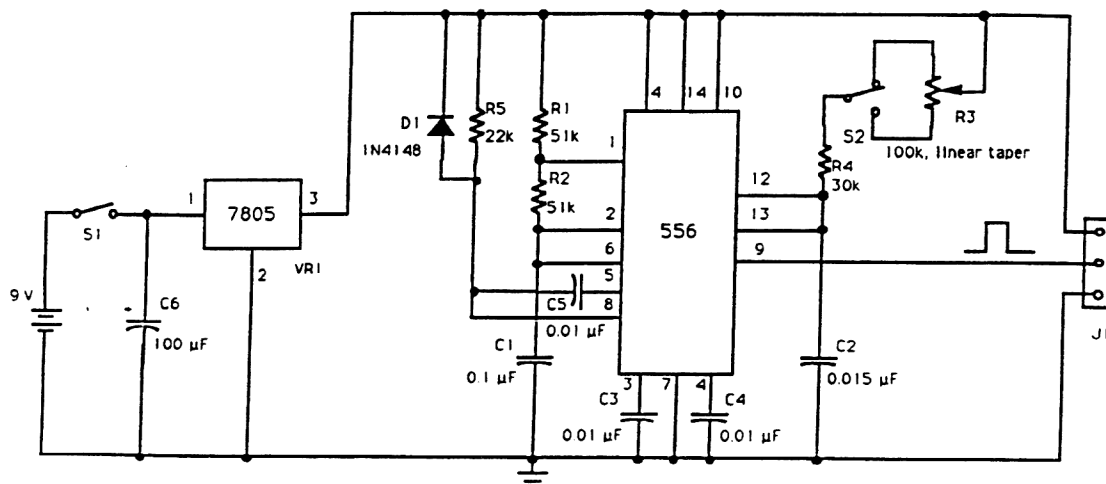 4
14
10
D1
1N4148
R5
22k
R1
51k
R2
51k
1
2
6
5
8
556
12
13
9
S2
R3
100k, linear taper
R4
30k
1
7805
3
2
VR1
S1
9 V
+
C6
100 µF
C5
0.01 µF
C1
0.1 µF
C2
0.015 µF
3
7
4
C3
0.01 µF
C4
0.01 µF
J1